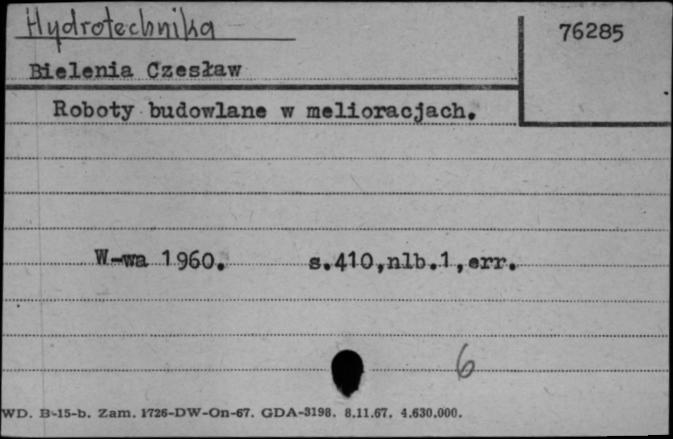 Hydrotechnika
76285
Bielenia Czesław
Roboty budowlane w melioracjach.
W-wa 1960. s.410,nlb.1,err.
6
WD. B-15-b. Zam. 1726-DW-On-67. GDA-3198. 8.11.67. 4.630.000.